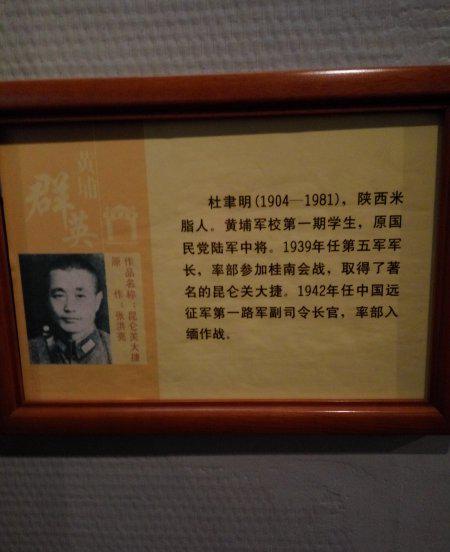 黄埔
群英
作品名称：昆仑关大捷
原　作：张洪亮
杜聿明(1904—1981)，陕西米
脂人。黄埔军校第一期学生，原国
民党陆军中将。1939年任第五军军
长，率部参加桂南会战，取得了著
名的昆仑关大捷。1942年任中国远
征军第一路军副司令长官，率部入
缅作战。